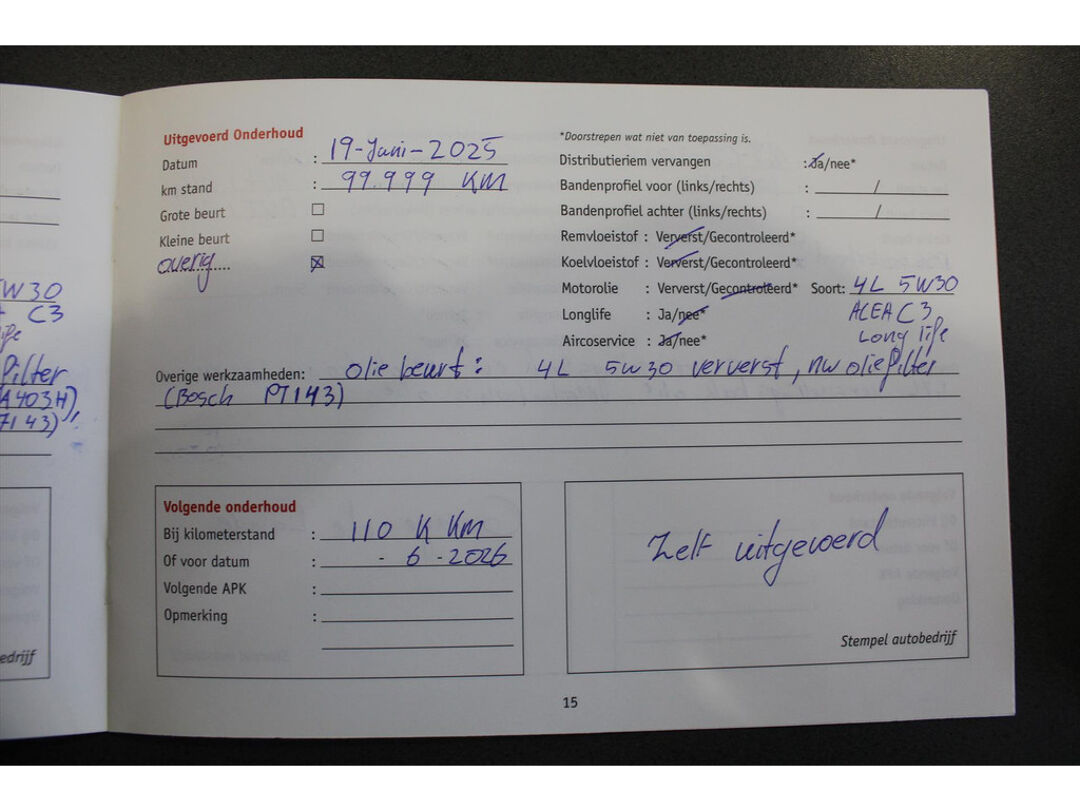 W30
C3
filter
A403H),
7143)
edrijf
Uitgevoerd Onderhoud
Datum : 19-Juni-2025
km stand : 99.999 KM
Grote beurt
Kleine beurt
overig.....
*Doorstrepen wat niet van toepassing is.
Distributieriem vervangen :Ja/nee*
Bandenprofiel voor (links/rechts) : /
Bandenprofiel achter (links/rechts) : /
Remvloeistof : Ververst/Gecontroleerd*
Koelvloeistof : Ververst/Gecontroleerd*
Motorolie : Ververst/Gecontroleerd* Soort: 4L 5W30
Longlife : Ja/nee* ACEA C3
Aircoservice : Ja/nee* Long life
Overige werkzaamheden: olie beurt: 4L 5W30 ververst, nw oliefilter
(Bosch P7143)
Volgende onderhoud
Bij kilometerstand : 110 K KM
Of voor datum : - 6 -2026
Volgende APK :
Opmerking :
Zelf uitgevoerd
Stempel autobedrijf
15